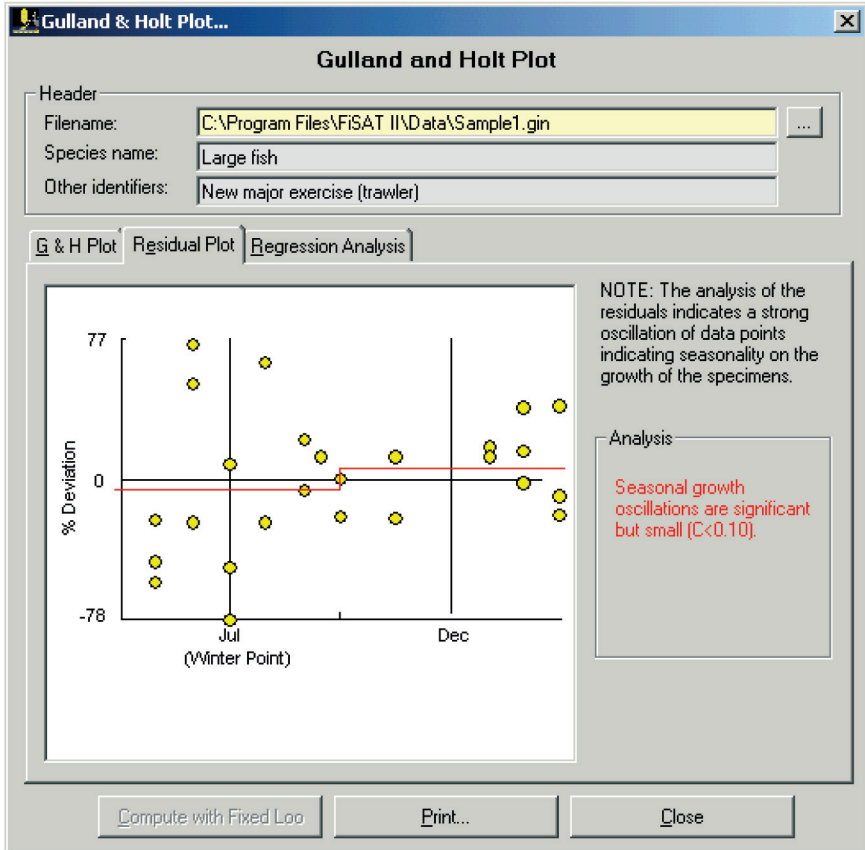 Gulland & Holt Plot...
Gulland and Holt Plot
Header
Filename:
C:\Program Files\FiSAT II\Data\Sample1.gin
...
Species name:
Large fish
Other identifiers:
New major exercise (trawler)
G & H Plot
Residual Plot
Regression Analysis
NOTE: The analysis of the
residuals indicates a strong
oscillation of data points
indicating seasonality on the
growth of the specimens.
77
0
-78
% Deviation
Jul
(Winter Point)
Dec
Analysis
Seasonal growth
oscillations are significant
but small (C<0.10).
Compute with Fixed Loo
Print...
Close